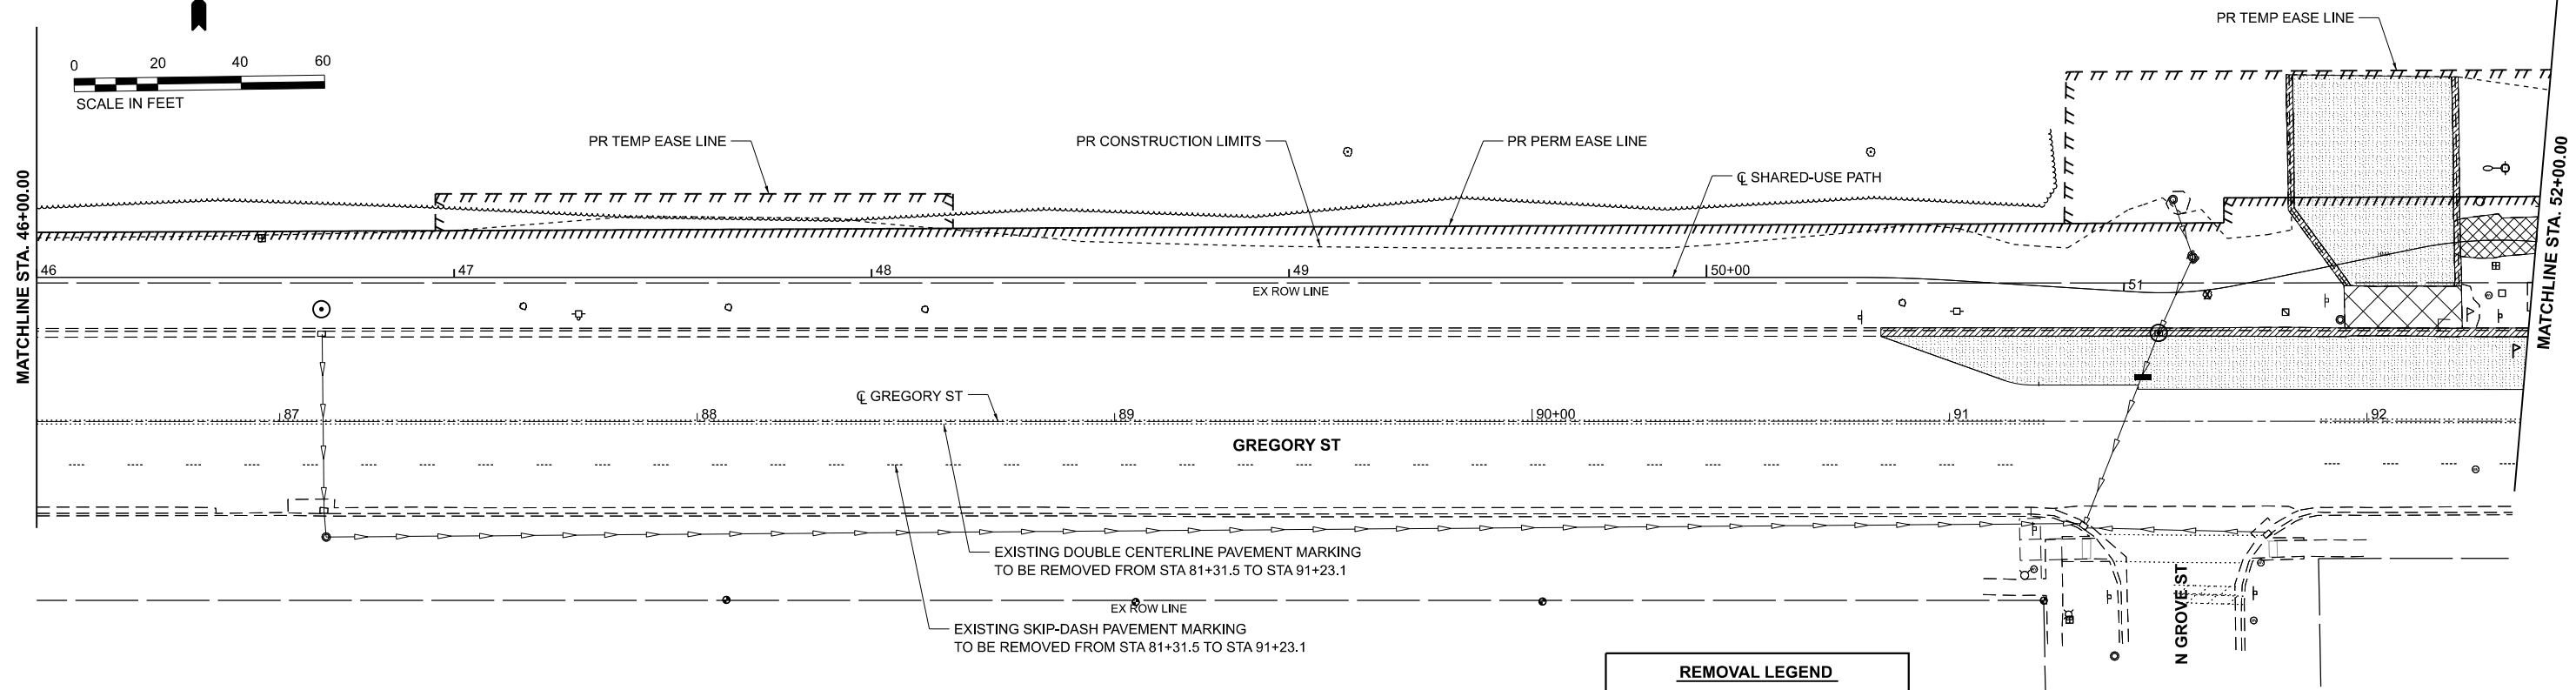 PR TEMP EASE LINE
0 20 40 60
SCALE IN FEET
PR TEMP EASE LINE
PR CONSTRUCTION LIMITS
PR PERM EASE LINE
℄ SHARED-USE PATH
MATCHLINE STA. 46+00.00
MATCHLINE STA. 52+00.00
46 47 48 49 50+00 51
EX ROW LINE
℄ GREGORY ST
87 88 89 90+00 91 92
GREGORY ST
EXISTING DOUBLE CENTERLINE PAVEMENT MARKING
TO BE REMOVED FROM STA 81+31.5 TO STA 91+23.1
EX ROW LINE
EXISTING SKIP-DASH PAVEMENT MARKING
TO BE REMOVED FROM STA 81+31.5 TO STA 91+23.1
N GROVE ST
REMOVAL LEGEND